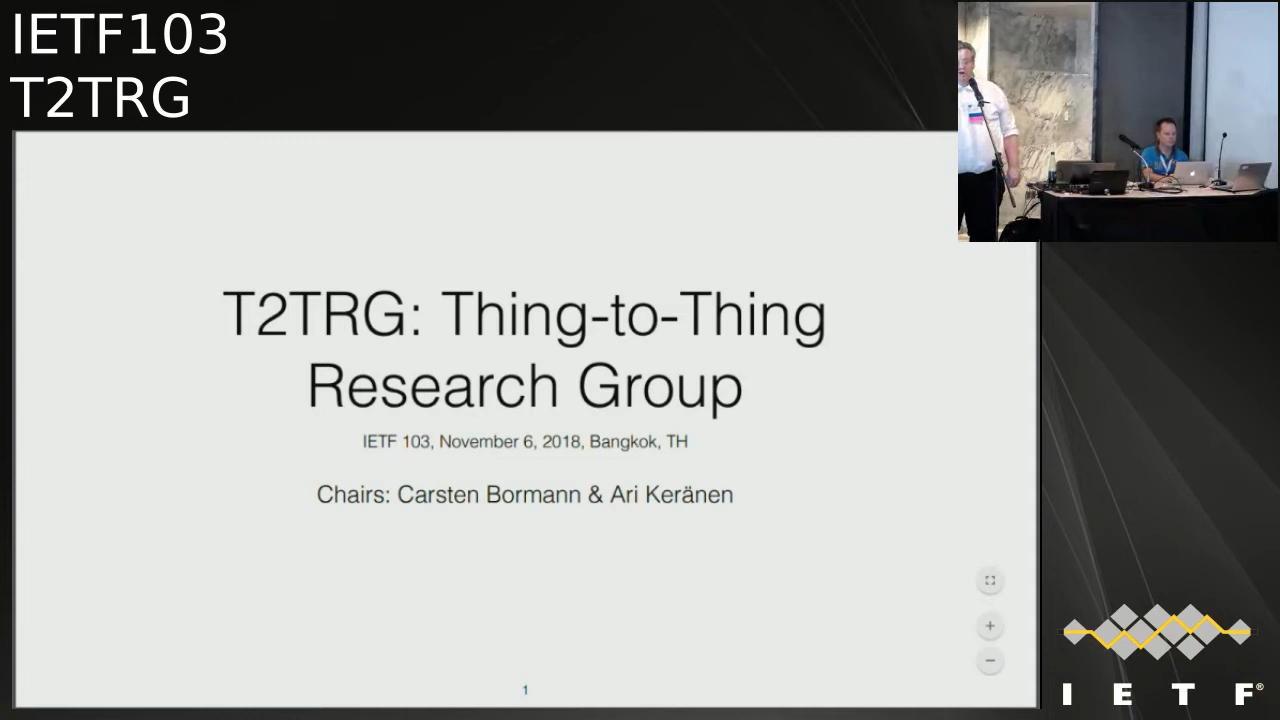 IETF103
T2TRG
T2TRG: Thing-to-Thing
Research Group
IETF 103, November 6, 2018, Bangkok, TH
Chairs: Carsten Bormann & Ari Keränen
1
I E T F®